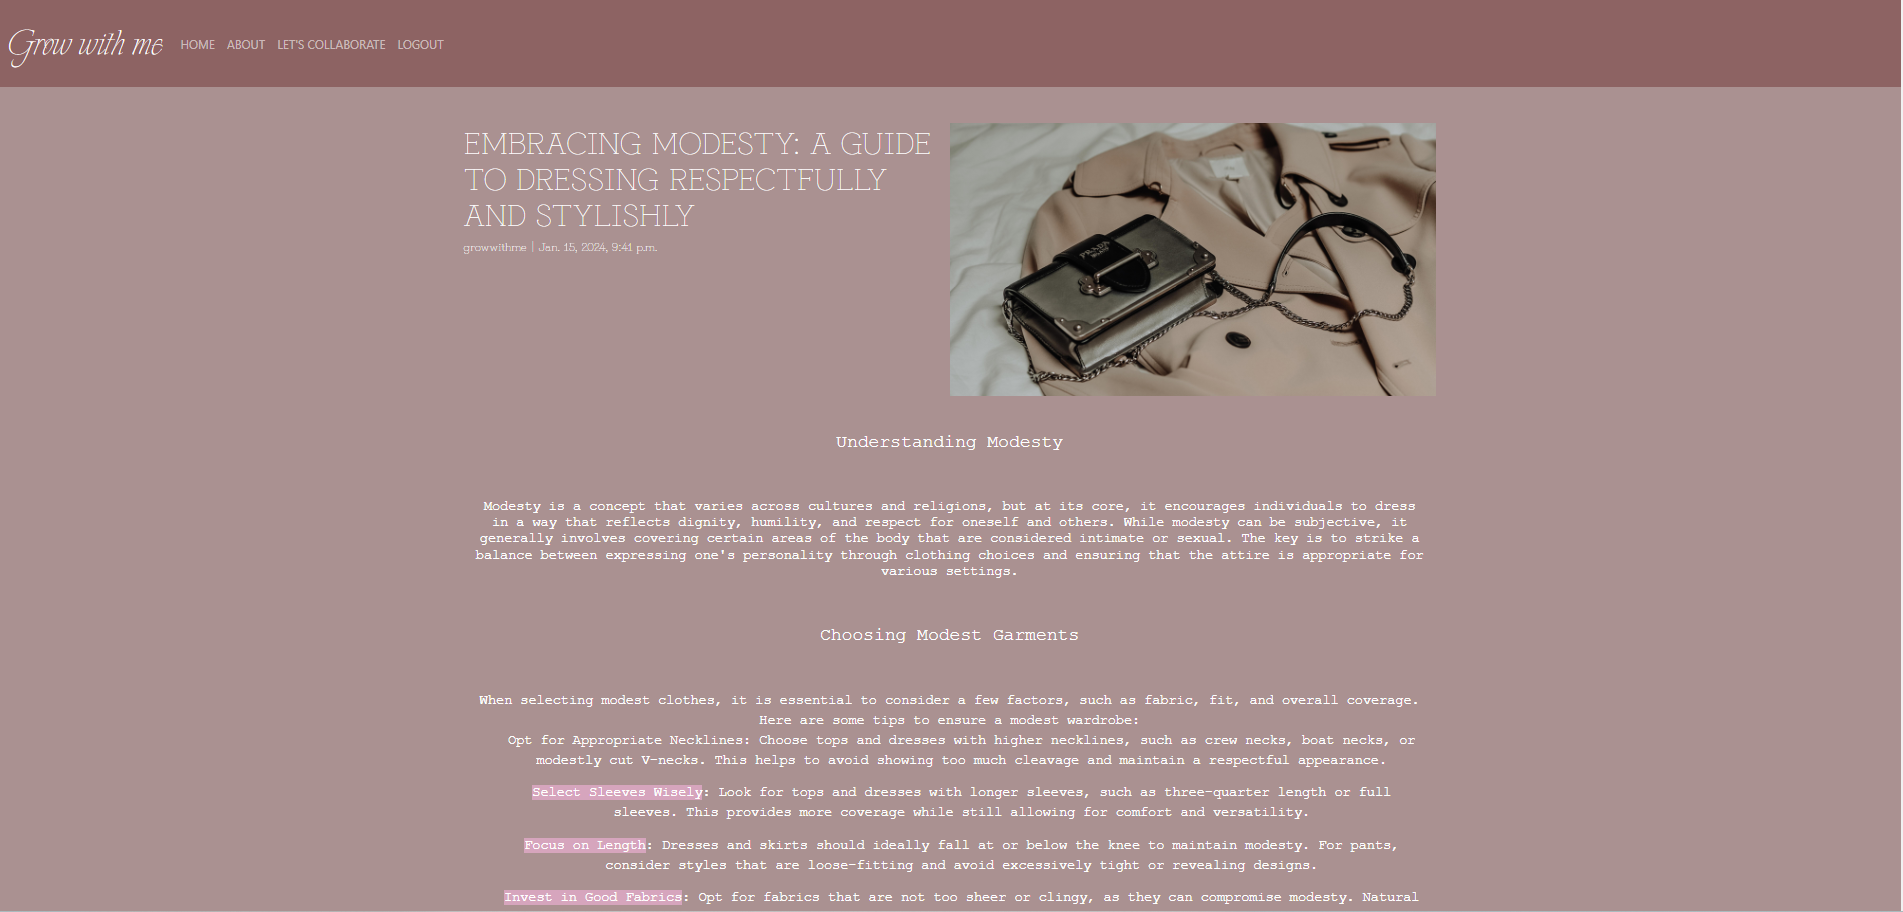 Grow with me HOME ABOUT LET'S COLLABORATE LOGOUT
EMBRACING MODESTY: A GUIDE
TO DRESSING RESPECTFULLY
AND STYLISHLY
growwithme | Jan. 15, 2024, 9:41 p.m.
PRADA
Understanding Modesty
Modesty is a concept that varies across cultures and religions, but at its core, it encourages individuals to dress
in a way that reflects dignity, humility, and respect for oneself and others. While modesty can be subjective, it
generally involves covering certain areas of the body that are considered intimate or sexual. The key is to strike a
balance between expressing one's personality through clothing choices and ensuring that the attire is appropriate for
various settings.
Choosing Modest Garments
When selecting modest clothes, it is essential to consider a few factors, such as fabric, fit, and overall coverage.
Here are some tips to ensure a modest wardrobe:
Opt for Appropriate Necklines: Choose tops and dresses with higher necklines, such as crew necks, boat necks, or
modestly cut V-necks. This helps to avoid showing too much cleavage and maintain a respectful appearance.
Select Sleeves Wisely: Look for tops and dresses with longer sleeves, such as three-quarter length or full
sleeves. This provides more coverage while still allowing for comfort and versatility.
Focus on Length: Dresses and skirts should ideally fall at or below the knee to maintain modesty. For pants,
consider styles that are loose-fitting and avoid excessively tight or revealing designs.
Invest in Good Fabrics: Opt for fabrics that are not too sheer or clingy, as they can compromise modesty. Natural